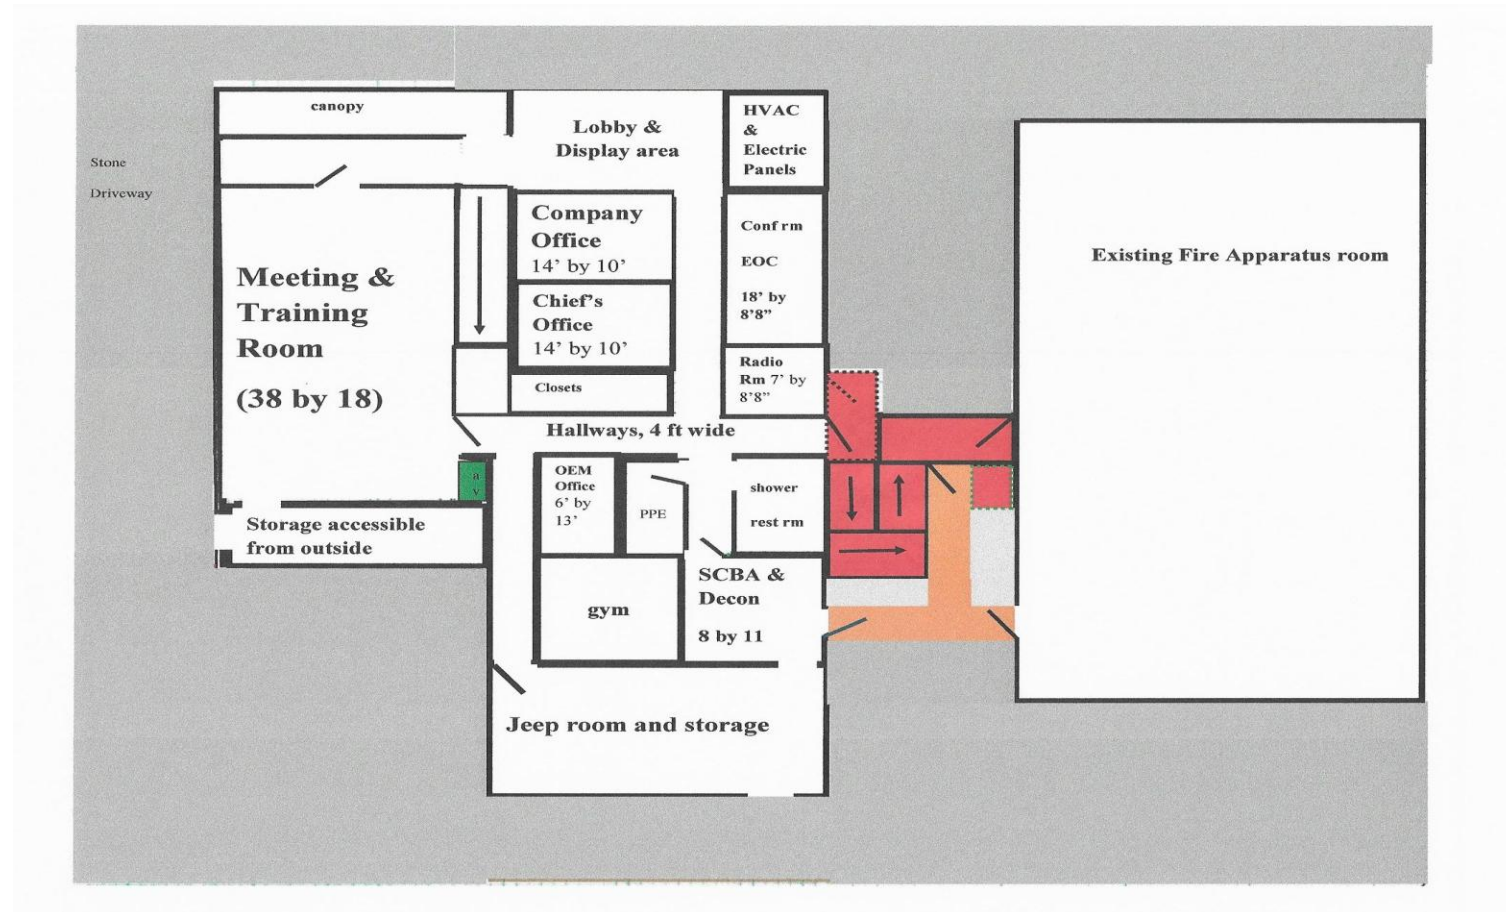 canopy
Lobby &
Display area
HVAC
&
Electric
Panels
Stone
Driveway
Company
Office
14’ by 10’
Conf rm
EOC
18’ by
8’8”
Existing Fire Apparatus room
Meeting &
Training
Room
(38 by 18)
Chief’s
Office
14’ by 10’
Closets
Radio
Rm 7’ by
8’8”
Hallways, 4 ft wide
OEM
Office
6’ by
13’
PPE
shower
rest rm
a
v
Storage accessible
from outside
SCBA &
Decon
8 by 11
gym
Jeep room and storage